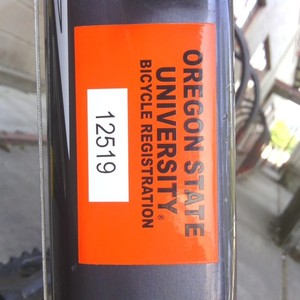 OREGON STATE
UNIVERSITY®
BICYCLE REGISTRATION
12519